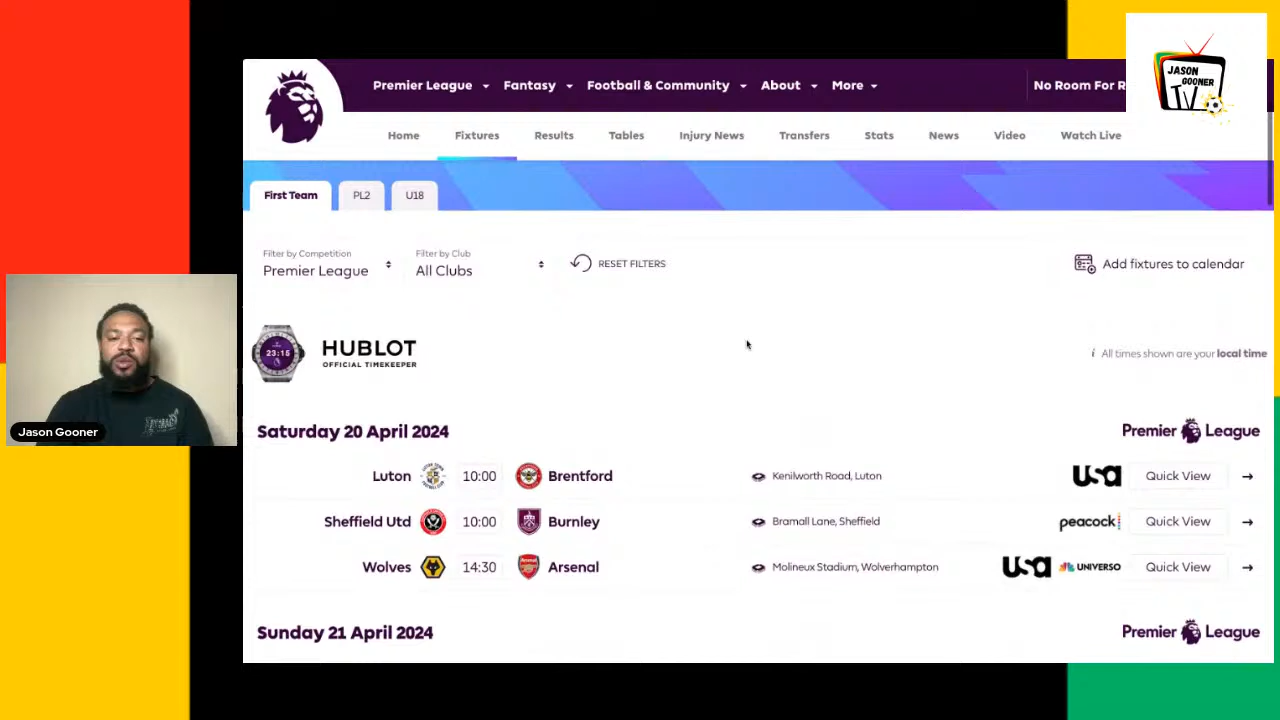 JASON
GOONER
TV
Premier League
Fantasy
Football & Community
About
More
No Room For R
Home
Fixtures
Results
Tables
Injury News
Transfers
Stats
News
Video
Watch Live
First Team
PL2
U18
Filter by Competition
Premier League
Filter by Club
All Clubs
RESET FILTERS
Add fixtures to calendar
23:15
HUBLOT
OFFICIAL TIMEKEEPER
i All times shown are your local time
Jason Gooner
Saturday 20 April 2024
Premier League
Luton 10:00 Brentford Kenilworth Road, Luton usa Quick View →
Sheffield Utd 10:00 Burnley Bramall Lane, Sheffield peacock Quick View →
Wolves 14:30 Arsenal Molineux Stadium, Wolverhampton usa UNIVERSO Quick View →
Sunday 21 April 2024
Premier League